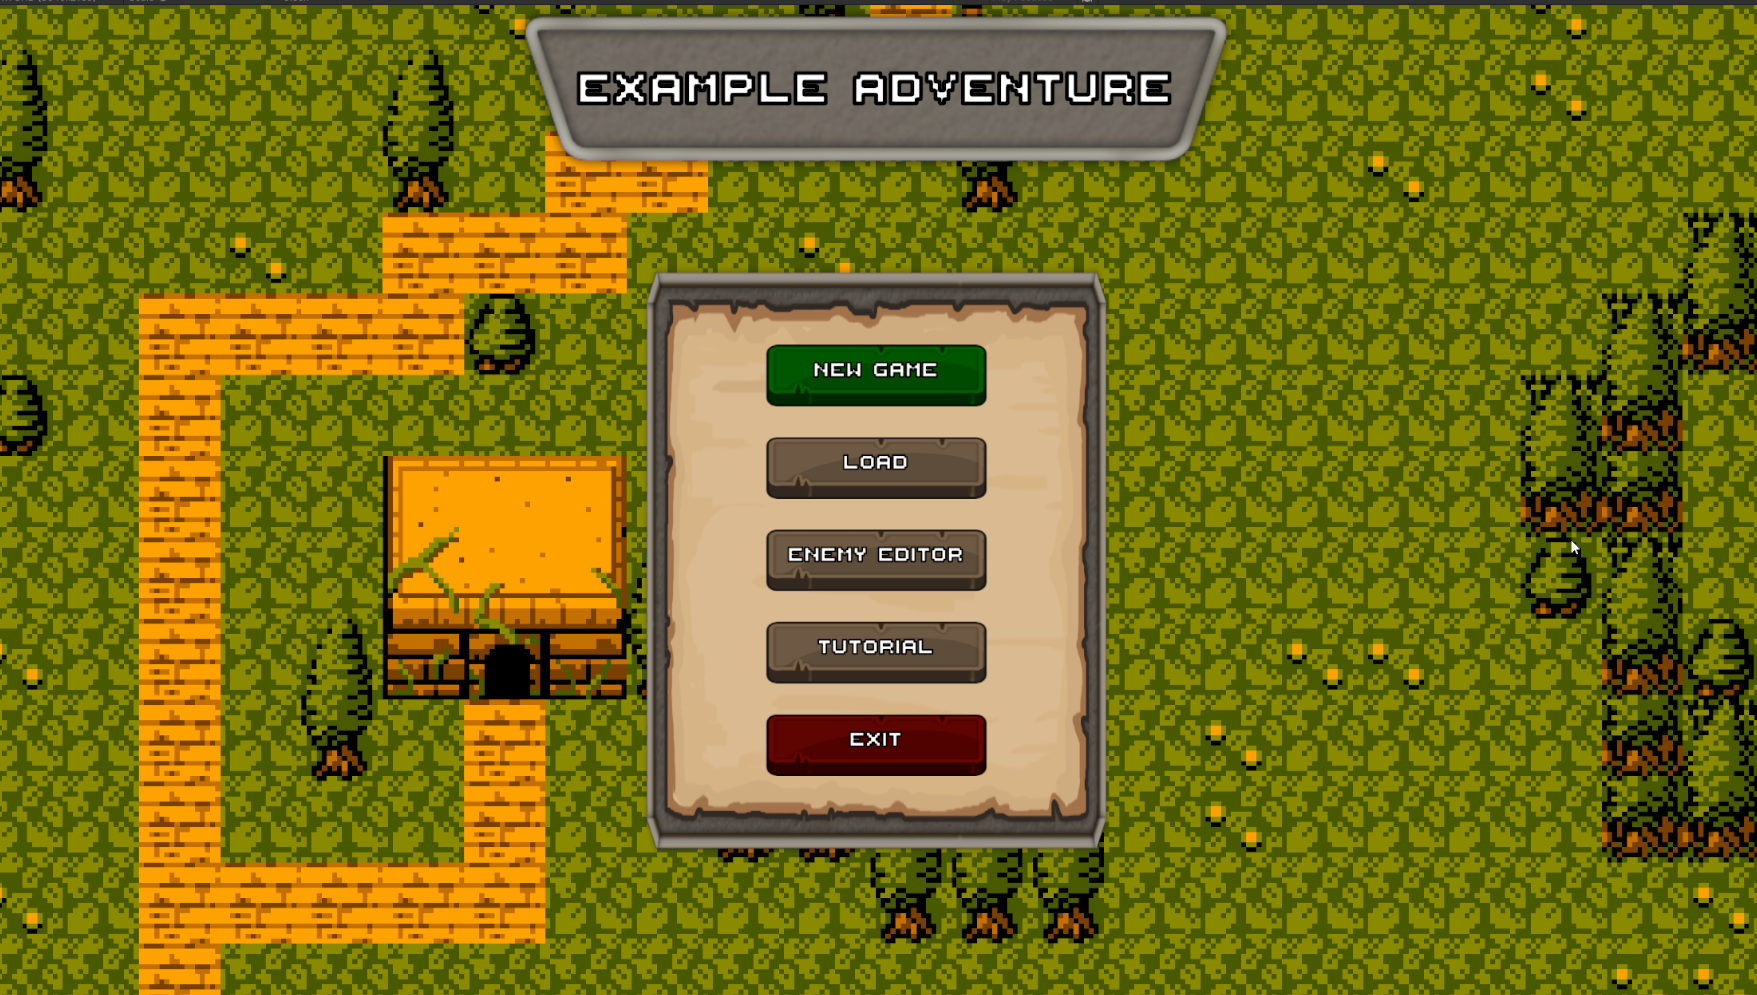 EXAMPLE ADVENTURE
NEW GAME
LOAD
ENEMY EDITOR
TUTORIAL
EXIT